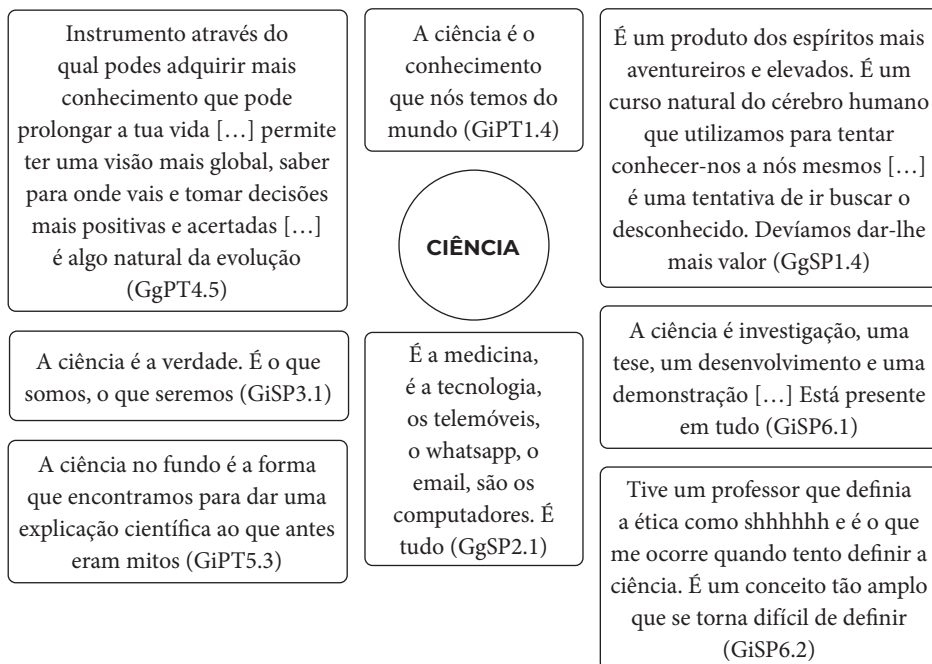 Instrumento através do
qual podes adquirir mais
conhecimento que pode
prolongar a tua vida […] permite
ter uma visão mais global, saber
para onde vais e tomar decisões
mais positivas e acertadas […]
é algo natural da evolução
(GgPT4.5)
A ciência é o
conhecimento
que nós temos do
mundo (GiPT1.4)
É um produto dos espíritos mais
aventureiros e elevados. É um
curso natural do cérebro humano
que utilizamos para tentar
conhecer-nos a nós mesmos […]
é uma tentativa de ir buscar o
desconhecido. Devíamos dar-lhe
mais valor (GgSP1.4)
CIÊNCIA
A ciência é a verdade. É o que
somos, o que seremos (GiSP3.1)
É a medicina,
é a tecnologia,
os telemóveis,
o whatsapp, o
email, são os
computadores. É
tudo (GgSP2.1)
A ciência é investigação, uma
tese, um desenvolvimento e uma
demonstração […] Está presente
em tudo (GiSP6.1)
A ciência no fundo é a forma
que encontramos para dar uma
explicação científica ao que antes
eram mitos (GiPT5.3)
Tive um professor que definia
a ética como shhhhhh e é o que
me ocorre quando tento definir a
ciência. É um conceito tão amplo
que se torna difícil de definir
(GiSP6.2)